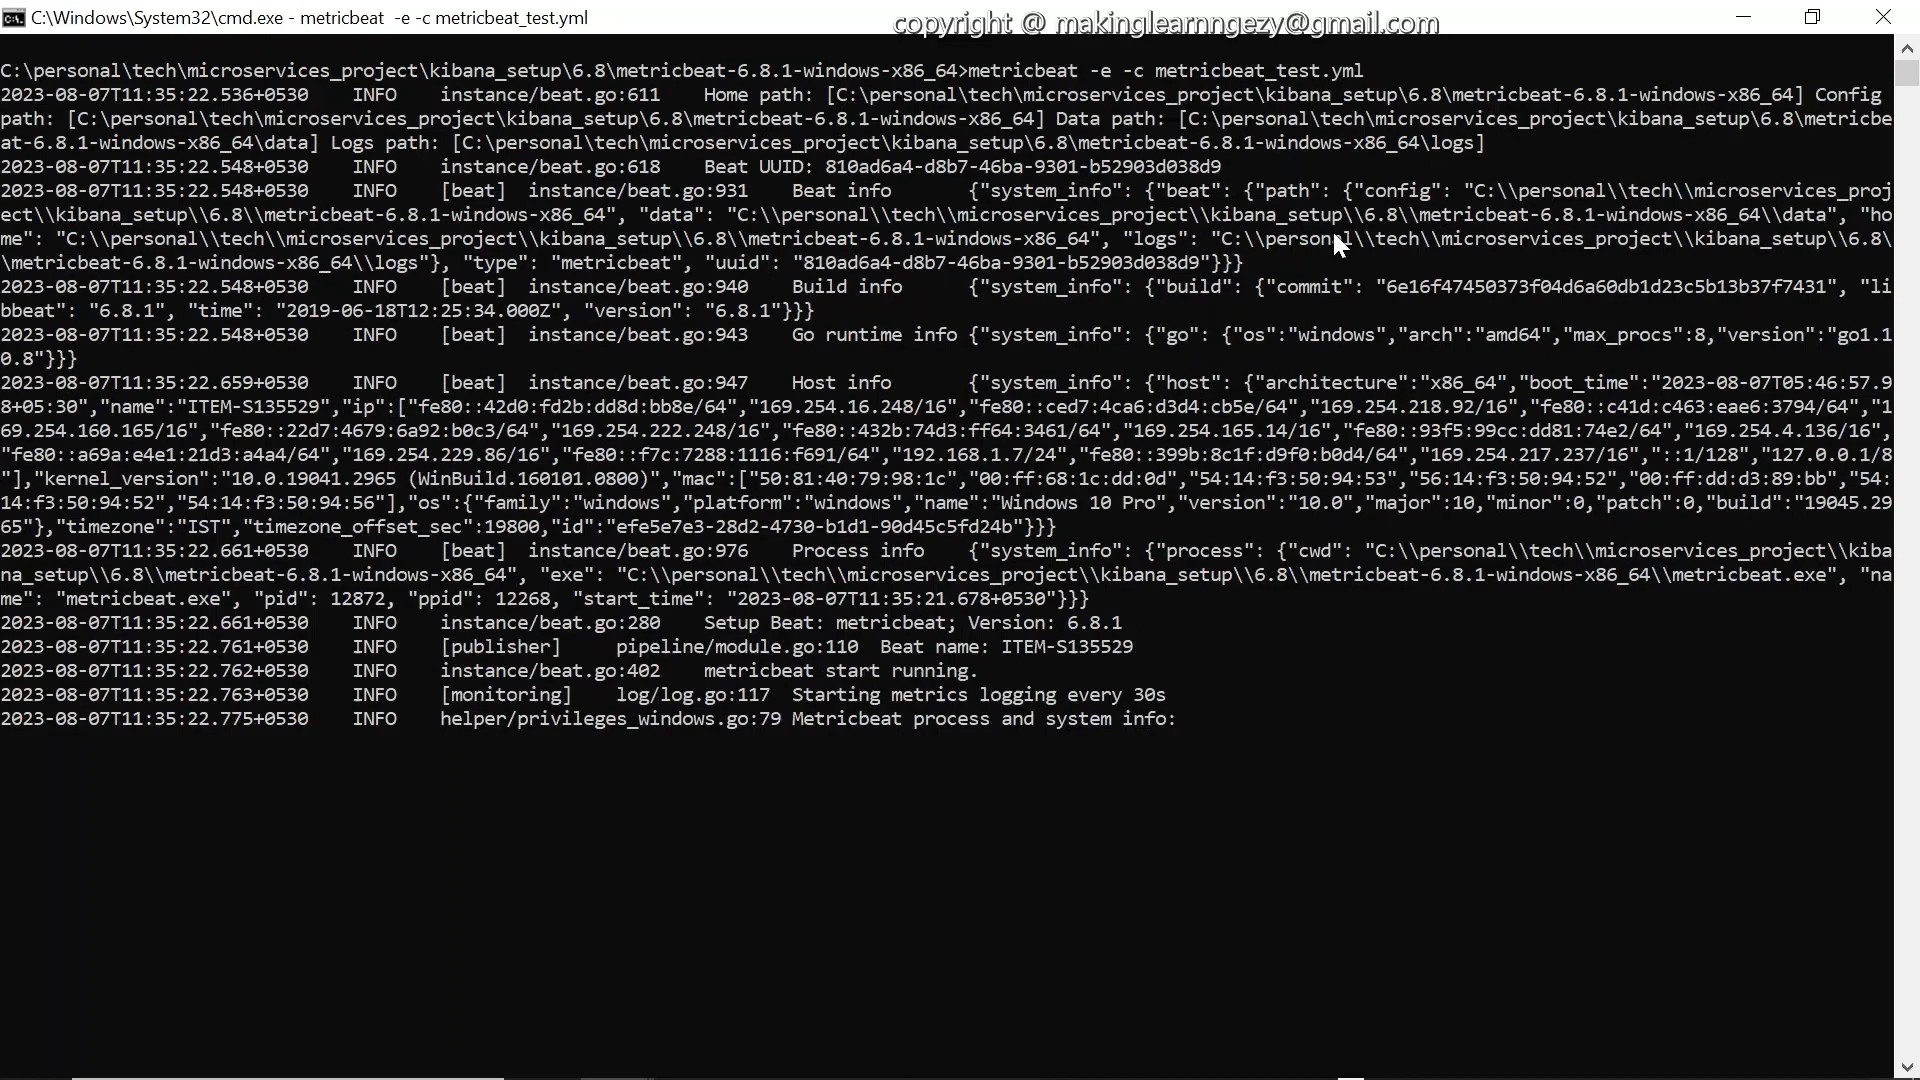 C:\Windows\System32\cmd.exe - metricbeat  -e -c metricbeat_test.yml
copyright @ makinglearnngezy@gmail.com
C:\personal\tech\microservices_project\kibana_setup\6.8\metricbeat-6.8.1-windows-x86_64>metricbeat -e -c metricbeat_test.yml
2023-08-07T11:35:22.536+0530    INFO    instance/beat.go:611    Home path: [C:\personal\tech\microservices_project\kibana_setup\6.8\metricbeat-6.8.1-windows-x86_64] Config
path: [C:\personal\tech\microservices_project\kibana_setup\6.8\metricbeat-6.8.1-windows-x86_64] Data path: [C:\personal\tech\microservices_project\kibana_setup\6.8\metricbe
at-6.8.1-windows-x86_64\data] Logs path: [C:\personal\tech\microservices_project\kibana_setup\6.8\metricbeat-6.8.1-windows-x86_64\logs]
2023-08-07T11:35:22.548+0530    INFO    instance/beat.go:618    Beat UUID: 810ad6a4-d8b7-46ba-9301-b52903d038d9
2023-08-07T11:35:22.548+0530    INFO    [beat]  instance/beat.go:931    Beat info       {"system_info": {"beat": {"path": {"config": "C:\\personal\\tech\\microservices_proj
ect\\kibana_setup\\6.8\\metricbeat-6.8.1-windows-x86_64", "data": "C:\\personal\\tech\\microservices_project\\kibana_setup\\6.8\\metricbeat-6.8.1-windows-x86_64\\data", "ho
me": "C:\\personal\\tech\\microservices_project\\kibana_setup\\6.8\\metricbeat-6.8.1-windows-x86_64", "logs": "C:\\personal\\tech\\microservices_project\\kibana_setup\\6.8\
\metricbeat-6.8.1-windows-x86_64\\logs"}, "type": "metricbeat", "uuid": "810ad6a4-d8b7-46ba-9301-b52903d038d9"}}}
2023-08-07T11:35:22.548+0530    INFO    [beat]  instance/beat.go:940    Build info      {"system_info": {"build": {"commit": "6e16f47450373f04d6a60db1d23c5b13b37f7431", "li
bbeat": "6.8.1", "time": "2019-06-18T12:25:34.000Z", "version": "6.8.1"}}}
2023-08-07T11:35:22.548+0530    INFO    [beat]  instance/beat.go:943    Go runtime info {"system_info": {"go": {"os":"windows","arch":"amd64","max_procs":8,"version":"go1.1
0.8"}}}
2023-08-07T11:35:22.659+0530    INFO    [beat]  instance/beat.go:947    Host info       {"system_info": {"host": {"architecture":"x86_64","boot_time":"2023-08-07T05:46:57.9
8+05:30","name":"ITEM-S135529","ip":["fe80::42d0:fd2b:dd8d:bb8e/64","169.254.16.248/16","fe80::ced7:4ca6:d3d4:cb5e/64","169.254.218.92/16","fe80::c41d:c463:eae6:3794/64","1
69.254.160.165/16","fe80::22d7:4679:6a92:b0c3/64","169.254.222.248/16","fe80::432b:74d3:ff64:3461/64","169.254.165.14/16","fe80::93f5:99cc:dd81:74e2/64","169.254.4.136/16",
"fe80::a69a:e4e1:21d3:a4a4/64","169.254.229.86/16","fe80::f7c:7288:1116:f691/64","192.168.1.7/24","fe80::399b:8c1f:d9f0:b0d4/64","169.254.217.237/16","::1/128","127.0.0.1/8
"],"kernel_version":"10.0.19041.2965 (WinBuild.160101.0800)","mac":["50:81:40:79:98:1c","00:ff:68:1c:dd:0d","54:14:f3:50:94:53","56:14:f3:50:94:52","00:ff:dd:d3:89:bb","54:
14:f3:50:94:52","54:14:f3:50:94:56"],"os":{"family":"windows","platform":"windows","name":"Windows 10 Pro","version":"10.0","major":10,"minor":0,"patch":0,"build":"19045.29
65"},"timezone":"IST","timezone_offset_sec":19800,"id":"efe5e7e3-28d2-4730-b1d1-90d45c5fd24b"}}}
2023-08-07T11:35:22.661+0530    INFO    [beat]  instance/beat.go:976    Process info    {"system_info": {"process": {"cwd": "C:\\personal\\tech\\microservices_project\\kiba
na_setup\\6.8\\metricbeat-6.8.1-windows-x86_64", "exe": "C:\\personal\\tech\\microservices_project\\kibana_setup\\6.8\\metricbeat-6.8.1-windows-x86_64\\metricbeat.exe", "na
me": "metricbeat.exe", "pid": 12872, "ppid": 12268, "start_time": "2023-08-07T11:35:21.678+0530"}}}
2023-08-07T11:35:22.661+0530    INFO    instance/beat.go:280    Setup Beat: metricbeat; Version: 6.8.1
2023-08-07T11:35:22.761+0530    INFO    [publisher]     pipeline/module.go:110  Beat name: ITEM-S135529
2023-08-07T11:35:22.762+0530    INFO    instance/beat.go:402    metricbeat start running.
2023-08-07T11:35:22.763+0530    INFO    [monitoring]    log/log.go:117  Starting metrics logging every 30s
2023-08-07T11:35:22.775+0530    INFO    helper/privileges_windows.go:79 Metricbeat process and system info: